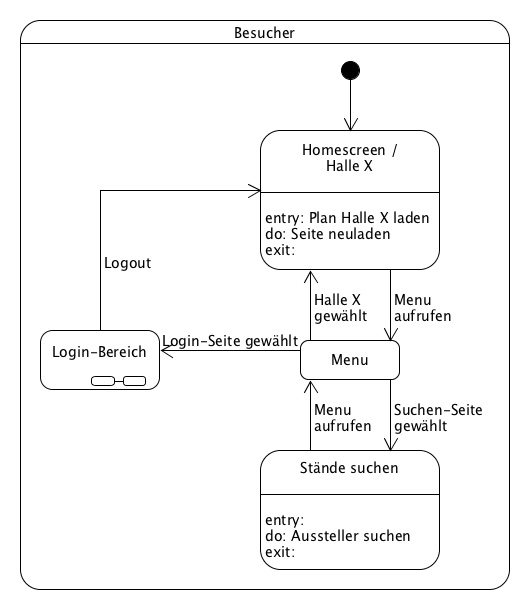 Besucher
Homescreen /
Halle X
entry: Plan Halle X laden
do: Seite neuladen
exit:
Logout
Halle X
gewählt
Menu
aufrufen
Login-Seite gewählt
Login-Bereich
Menu
Menu
aufrufen
Suchen-Seite
gewählt
Stände suchen
entry:
do: Aussteller suchen
exit: